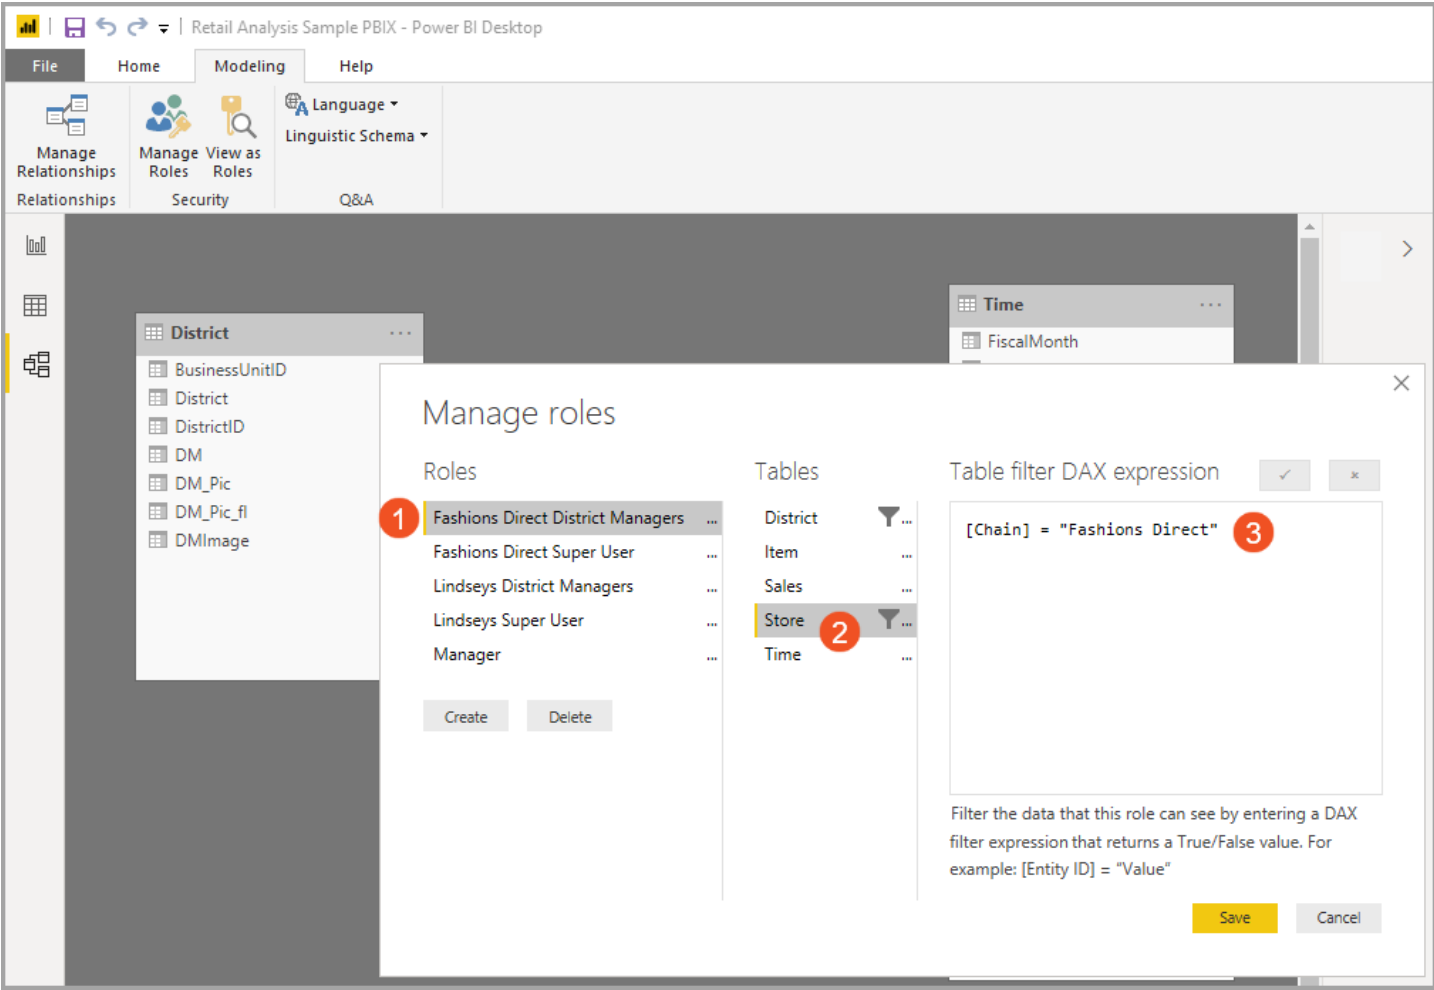 Retail Analysis Sample PBIX - Power BI Desktop
File Home Modeling Help
Manage Relationships
Manage Roles
View as Roles
Language
Linguistic Schema
Relationships Security Q&A
District ...
BusinessUnitID
District
DistrictID
DM
DM_Pic
DM_Pic_fl
DMImage
Time ...
FiscalMonth
Manage roles
Roles
1 Fashions Direct District Managers ...
Fashions Direct Super User ...
Lindseys District Managers ...
Lindseys Super User ...
Manager ...
Create Delete
Tables
District ...
Item ...
Sales ...
Store 2 ...
Time ...
Table filter DAX expression
[Chain] = "Fashions Direct" 3
Filter the data that this role can see by entering a DAX
filter expression that returns a True/False value. For
example: [Entity ID] = “Value”
Save Cancel